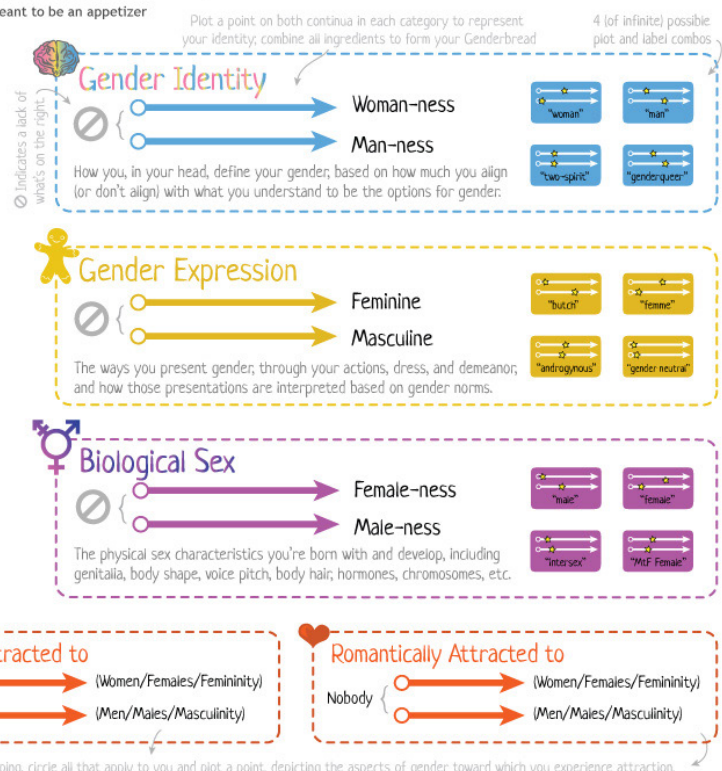 eant to be an appetizer
Plot a point on both continua in each category to represent
your identity; combine all ingredients to form your Genderbread
4 (of infinite) possible
plot and label combos
Indicates a lack of
what's on the right.
Gender Identity
Woman-ness
Man-ness
How you, in your head, define your gender, based on how much you align
(or don't align) with what you understand to be the options for gender.
"woman"
"man"
"two-spirit"
"genderqueer"
Gender Expression
Feminine
Masculine
The ways you present gender, through your actions, dress, and demeanor,
and how those presentations are interpreted based on gender norms.
"butch"
"femme"
"androgynous"
"gender neutral"
Biological Sex
Female-ness
Male-ness
The physical sex characteristics you're born with and develop, including
genitalia, body shape, voice pitch, body hair, hormones, chromosomes, etc.
"male"
"female"
"intersex"
"MtF Female"
tracted to
(Women/Females/Femininity)
(Men/Males/Masculinity)
Romantically Attracted to
Nobody
(Women/Females/Femininity)
(Men/Males/Masculinity)
ping, circle all that apply to you and plot a point, depicting the aspects of gender toward which you experience attraction.